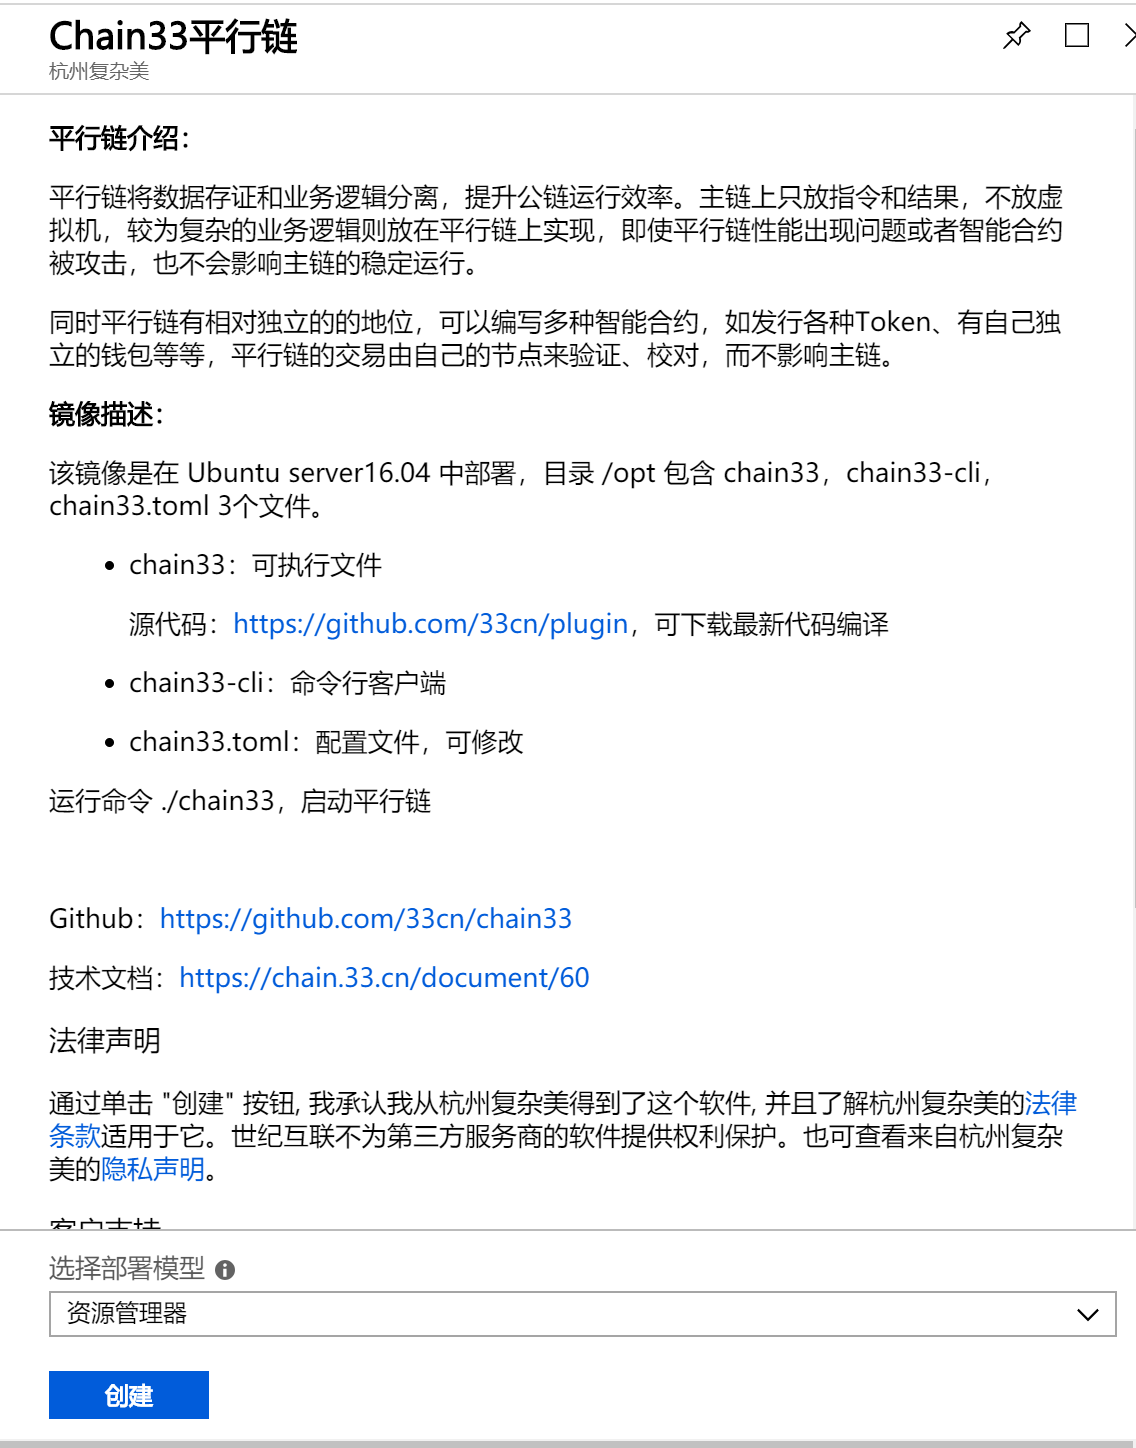 Chain33平行链
杭州复杂美
平行链介绍：
平行链将数据存证和业务逻辑分离，提升公链运行效率。主链上只放指令和结果，不放虚
拟机，较为复杂的业务逻辑则放在平行链上实现，即使平行链性能出现问题或者智能合约
被攻击，也不会影响主链的稳定运行。
同时平行链有相对独立的的地位，可以编写多种智能合约，如发行各种Token、有自己独
立的钱包等等，平行链的交易由自己的节点来验证、校对，而不影响主链。
镜像描述：
该镜像是在 Ubuntu server16.04 中部署，目录 /opt 包含 chain33，chain33-cli，
chain33.toml 3个文件。
• chain33：可执行文件
源代码：https://github.com/33cn/plugin，可下载最新代码编译
• chain33-cli：命令行客户端
• chain33.toml：配置文件，可修改
运行命令 ./chain33，启动平行链
Github：https://github.com/33cn/chain33
技术文档：https://chain.33.cn/document/60
法律声明
通过单击 "创建" 按钮, 我承认我从杭州复杂美得到了这个软件, 并且了解杭州复杂美的法律
条款适用于它。世纪互联不为第三方服务商的软件提供权利保护。也可查看来自杭州复杂
美的隐私声明。
客户支持
选择部署模型
资源管理器
创建